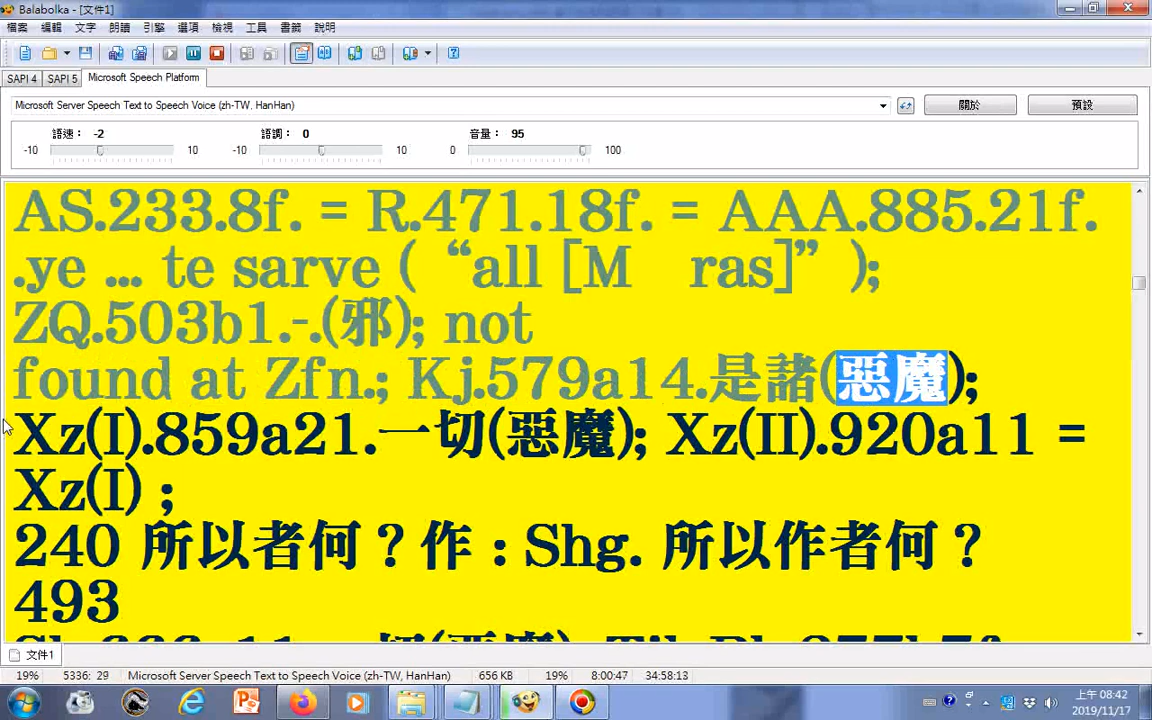 Balabolka - [文件1]
檔案 編輯 文字 朗讀 引擎 選項 檢視 工具 書籤 說明
SAPI 4 SAPI 5 Microsoft Speech Platform
Microsoft Server Speech Text to Speech Voice (zh-TW, HanHan) 關於 預設
語速： -2 語調： 0 音量： 95
-10 10 -10 10 0 100
AS.233.8f. = R.471.18f. = AAA.885.21f.
.ye ... te sarve (“all [M ras]”);
ZQ.503b1.-.(邪); not
found at Zfn.; Kj.579a14.是諸(惡魔);
Xz(I).859a21.一切(惡魔); Xz(II).920a11 =
Xz(I) ;
240 所以者何？作 : Shg. 所以作者何？
493
文件1
19% 5336: 29 Microsoft Server Speech Text to Speech Voice (zh-TW, HanHan) 656 KB 19% 8:00:47 34:58:13
上午 08:42
2019/11/17